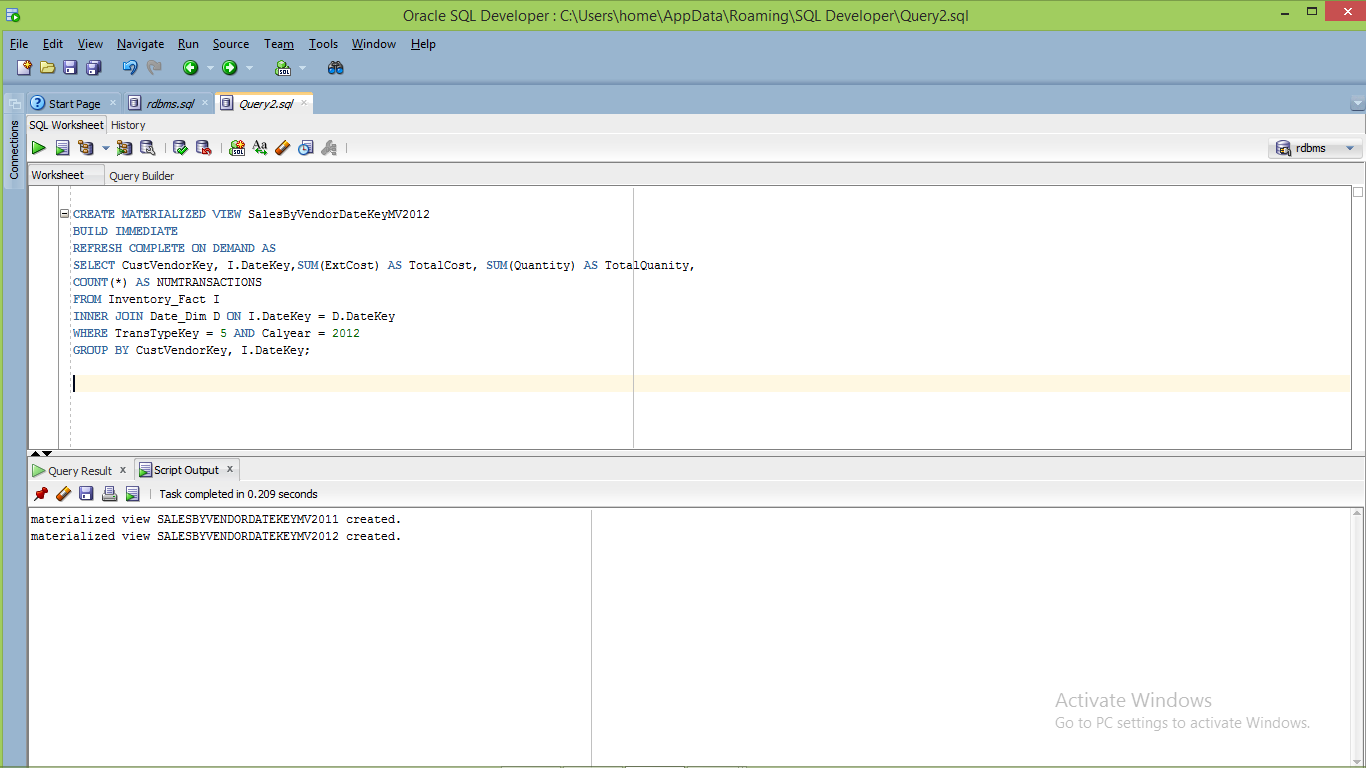 Oracle SQL Developer : C:\Users\home\AppData\Roaming\SQL Developer\Query2.sql
File Edit View Navigate Run Source Team Tools Window Help
Start Page rdbms.sql Query2.sql
Connections
SQL Worksheet History
rdbms
Worksheet Query Builder
CREATE MATERIALIZED VIEW SalesByVendorDateKeyMV2012
BUILD IMMEDIATE
REFRESH COMPLETE ON DEMAND AS
SELECT CustVendorKey, I.DateKey,SUM(ExtCost) AS TotalCost, SUM(Quantity) AS TotalQuanity,
COUNT(*) AS NUMTRANSACTIONS
FROM Inventory_Fact I
INNER JOIN Date_Dim D ON I.DateKey = D.DateKey
WHERE TransTypeKey = 5 AND Calyear = 2012
GROUP BY CustVendorKey, I.DateKey;
Query Result x Script Output x
Task completed in 0.209 seconds
materialized view SALESBYVENDORDATEKEYMV2011 created.
materialized view SALESBYVENDORDATEKEYMV2012 created.
Activate Windows
Go to PC settings to activate Windows.